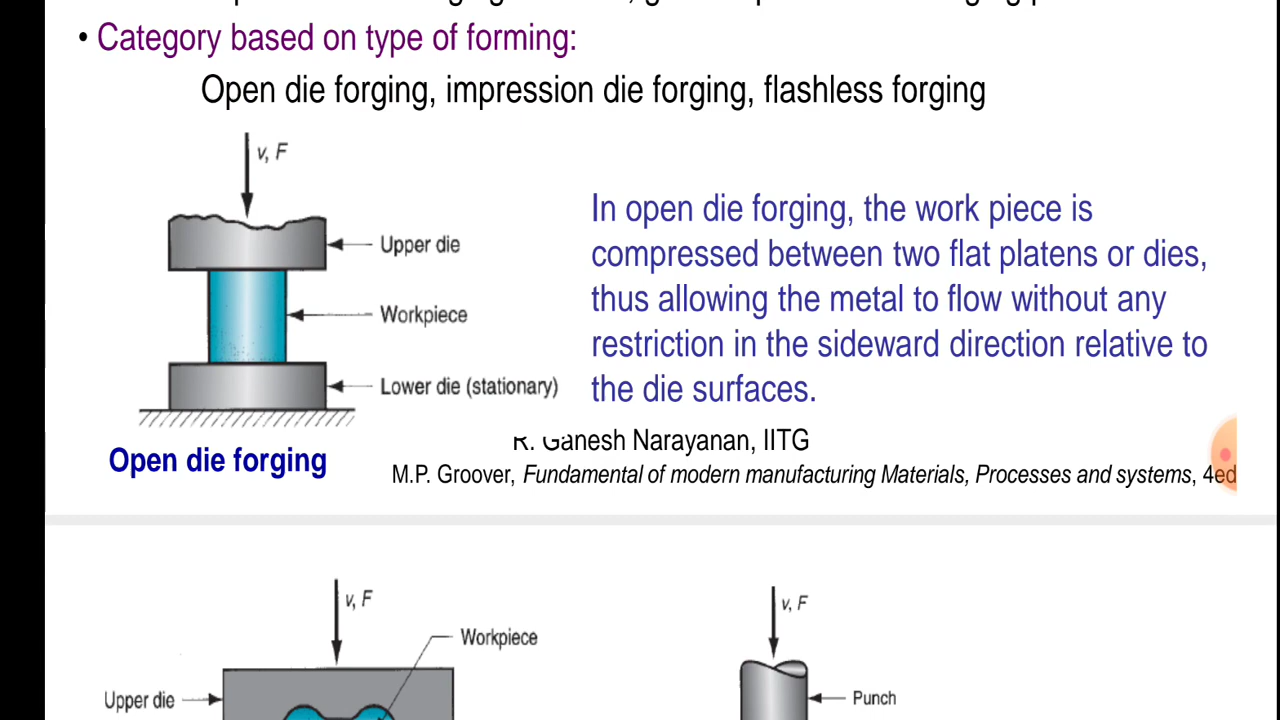 • Category based on type of forming:
Open die forging, impression die forging, flashless forging
v, F
Upper die
Workpiece
Lower die (stationary)
In open die forging, the work piece is
compressed between two flat platens or dies,
thus allowing the metal to flow without any
restriction in the sideward direction relative to
the die surfaces.
Open die forging
R. Ganesh Narayanan, IITG
M.P. Groover, Fundamental of modern manufacturing Materials, Processes and systems, 4ed
v, F
Workpiece
Upper die
v, F
Punch